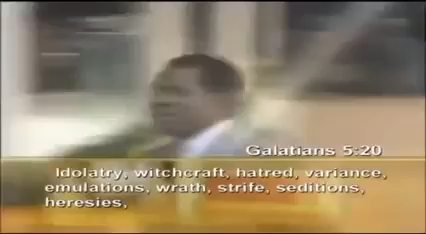 Galatians 5:20
Idolatry, witchcraft, hatred, variance,
emulations, wrath, strife, seditions,
heresies,